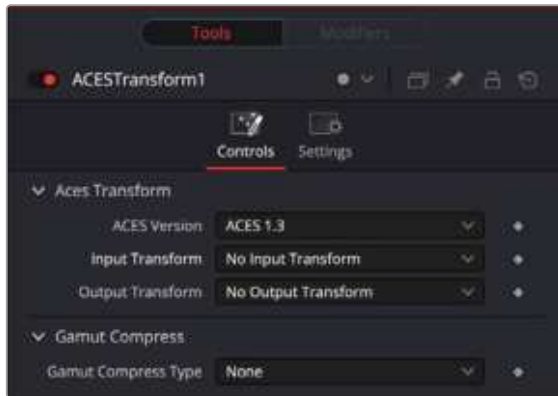 Tools Modifiers
ACESTransform1
Controls Settings
Aces Transform
ACES Version ACES 1.3
Input Transform No Input Transform
Output Transform No Output Transform
Gamut Compress
Gamut Compress Type None